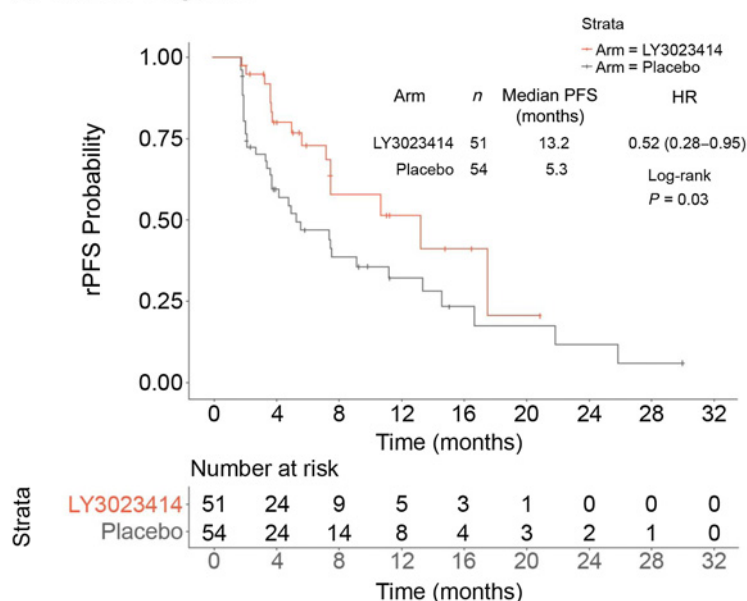 Strata
Arm = LY3023414
Arm = Placebo
Arm n Median PFS (months) HR
LY3023414 51 13.2 0.52 (0.28–0.95)
Placebo 54 5.3
Log-rank
P = 0.03
rPFS Probability
1.00
0.75
0.50
0.25
0.00
0 4 8 12 16 20 24 28 32
Time (months)
Number at risk
Strata
LY3023414 51 24 9 5 3 1 0 0 0
Placebo 54 24 14 8 4 3 2 1 0
0 4 8 12 16 20 24 28 32
Time (months)